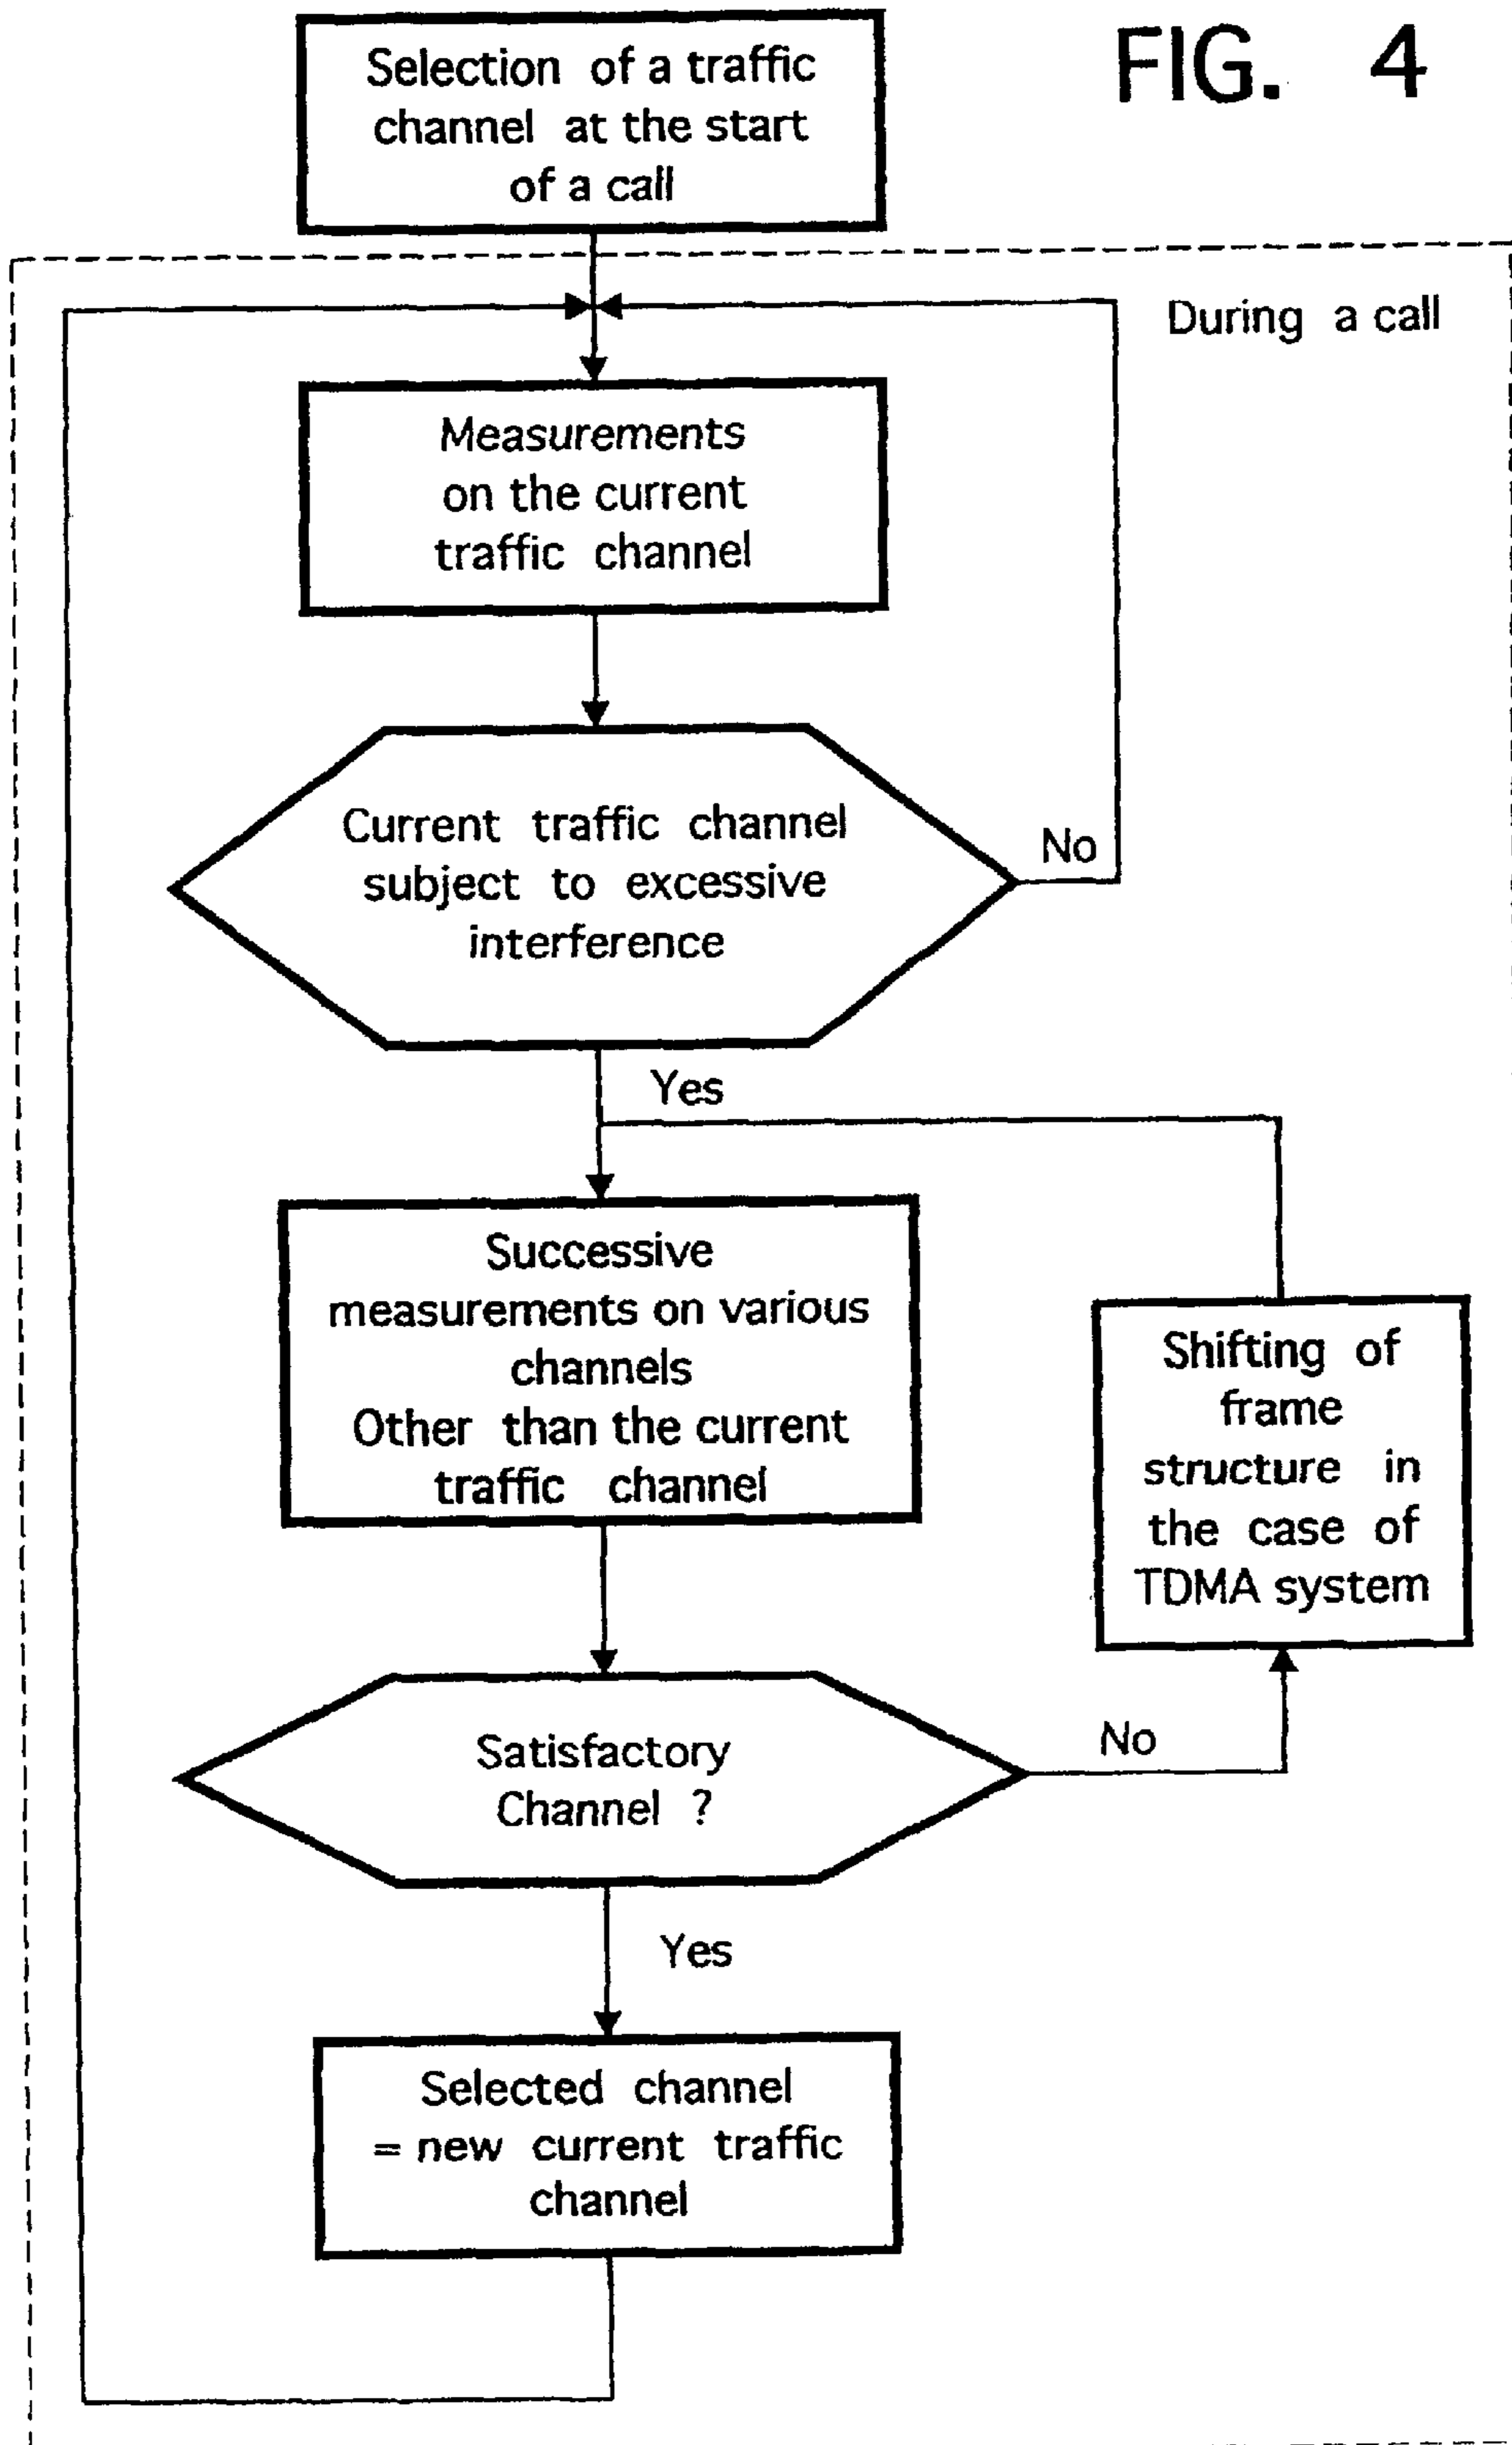 FIG. 4
Selection of a traffic
channel at the start
of a call
During a call
Measurements
on the current
traffic channel
Current traffic channel
subject to excessive
interference
No
Yes
Successive
measurements on various
channels
Other than the current
traffic channel
Shifting of
frame
structure in
the case of
TDMA system
Satisfactory
Channel ?
No
Yes
Selected channel
= new current traffic
channel